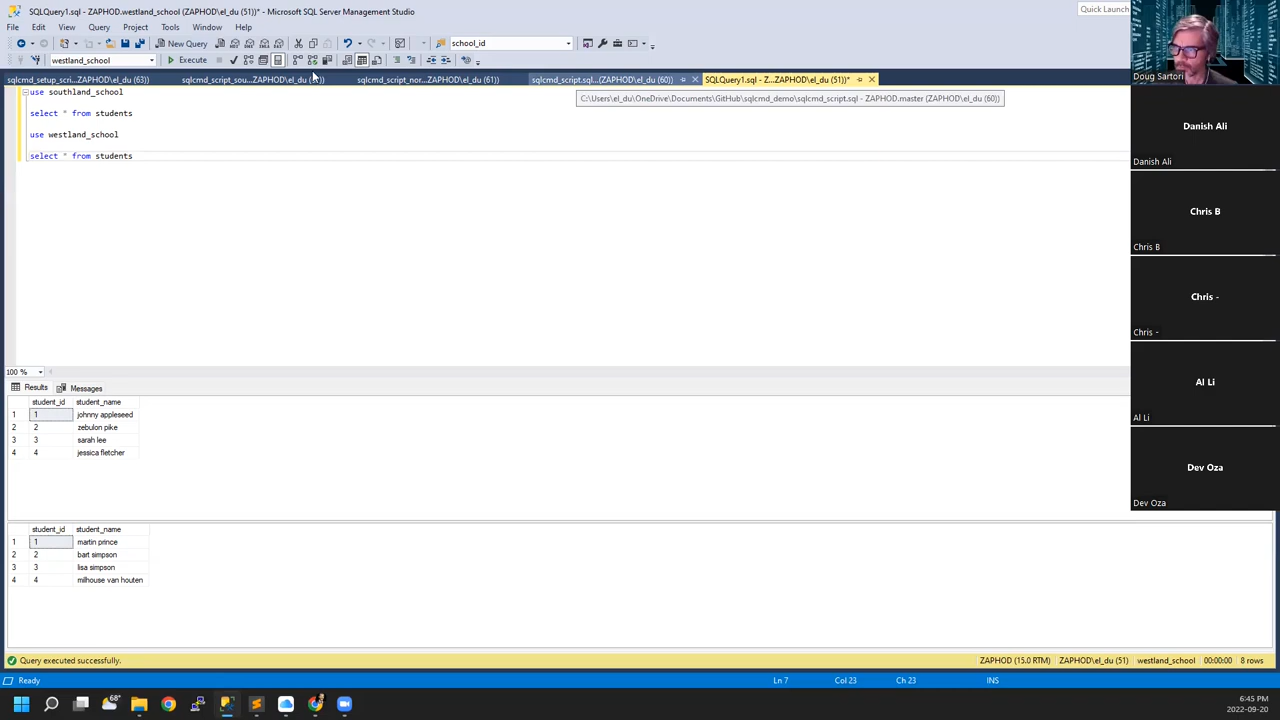 SQLQuery1.sql - ZAPHOD.westland_school (ZAPHOD\el_du (51))* - Microsoft SQL Server Management Studio
Quick Launch
File Edit View Query Project Tools Window Help
New Query
school_id
westland_school
Execute
sqlcmd_setup_scri...ZAPHOD\el_du (63)) sqlcmd_script_sou...ZAPHOD\el_du sqlcmd_script_nor...ZAPHOD\el_du (61)) sqlcmd_script.sql...(ZAPHOD\el_du (60)) SQLQuery1.sql - Z...ZAPHOD\el_du (51))*
C:\Users\el_du\OneDrive\Documents\GitHub\sqlcmd_demo\sqlcmd_script.sql - ZAPHOD.master (ZAPHOD\el_du (60))
use southland_school
select * from students
use westland_school
select * from students
100 %
Results Messages
student_id student_name
1 1 johnny appleseed
2 2 zebulon pike
3 3 sarah lee
4 4 jessica fletcher
student_id student_name
1 1 martin prince
2 2 bart simpson
3 3 lisa simpson
4 4 milhouse van houten
Query executed successfully.
ZAPHOD (15.0 RTM) ZAPHOD\el_du (51) westland_school 00:00:00 8 rows
Ready Ln 7 Col 23 Ch 23 INS
68°
6:45 PM
2022-09-20
Doug Sartori
Danish Ali
Danish Ali
Chris B
Chris B
Chris -
Chris -
Al Li
Al Li
Dev Oza
Dev Oza